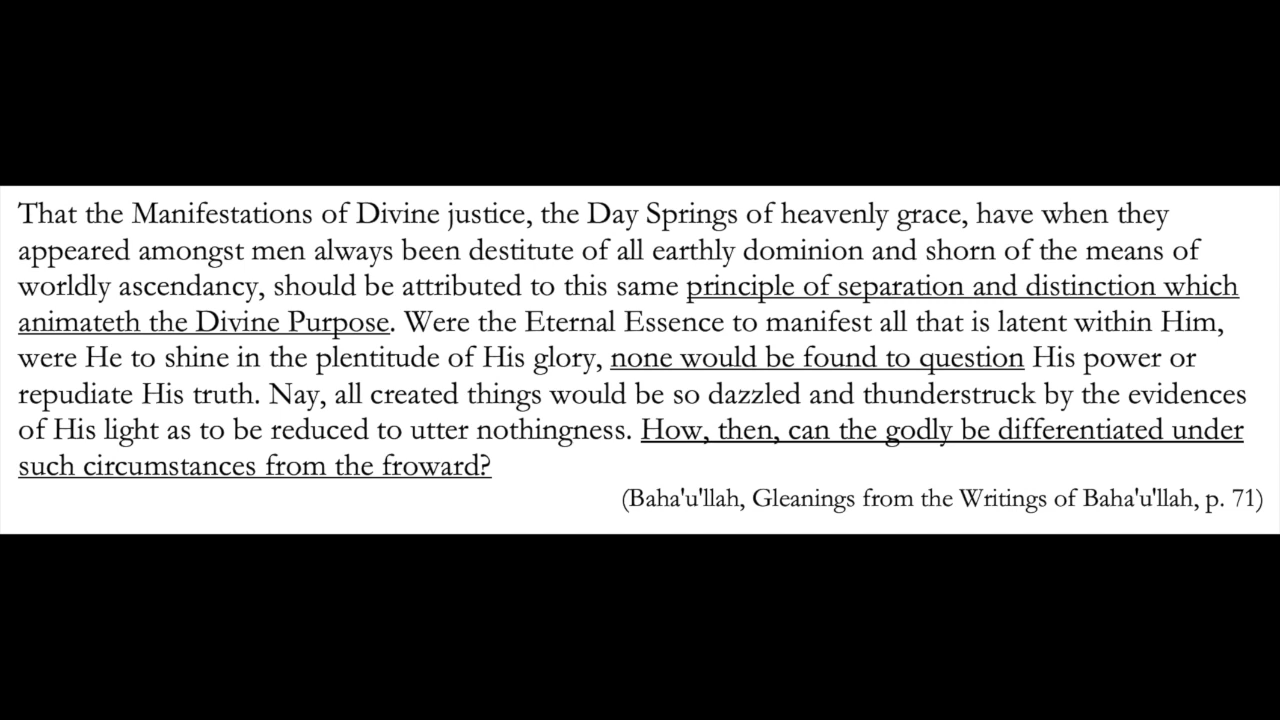 That the Manifestations of Divine justice, the Day Springs of heavenly grace, have when they
appeared amongst men always been destitute of all earthly dominion and shorn of the means of
worldly ascendancy, should be attributed to this same principle of separation and distinction which
animateth the Divine Purpose. Were the Eternal Essence to manifest all that is latent within Him,
were He to shine in the plentitude of His glory, none would be found to question His power or
repudiate His truth. Nay, all created things would be so dazzled and thunderstruck by the evidences
of His light as to be reduced to utter nothingness. How, then, can the godly be differentiated under
such circumstances from the froward?
(Baha'u'llah, Gleanings from the Writings of Baha'u'llah, p. 71)